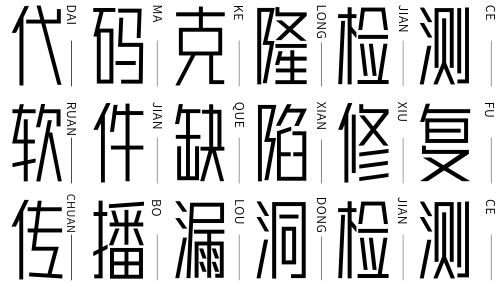 代 DAI 码 MA 克 KE 隆 LONG 检 JIAN 测 CE
软 RUAN 件 JIAN 缺 QUE 陷 XIAN 修 XIU 复 FU
传 CHUAN 播 BO 漏 LOU 洞 DONG 检 JIAN 测 CE